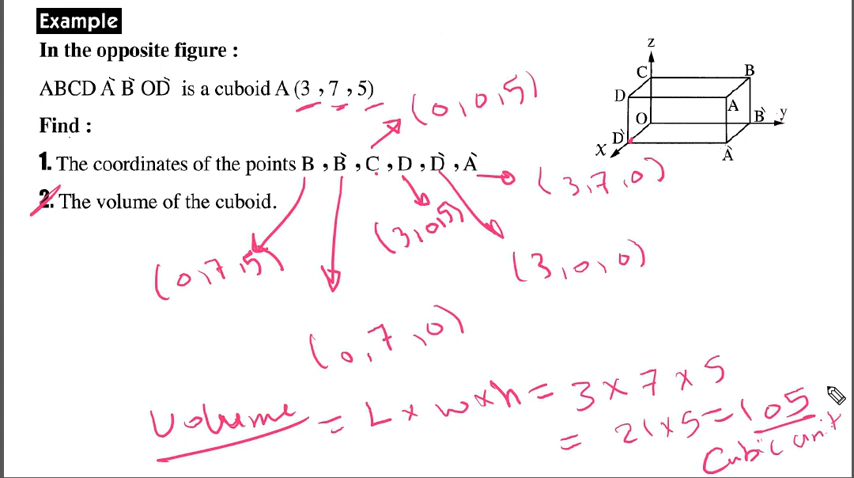 Example
In the opposite figure :
ABCD À B̀ OD̀ is a cuboid A (3 , 7 , 5)
Find :
1. The coordinates of the points B , B̀ , C , D , D̀ , À
2. The volume of the cuboid.
z
C
B
D
A
O
B̀
y
D̀
X
À
(0,0,5)
(3,7,0)
(3,0,5)
(0,7,5)
(3,0,0)
(0,7,0)
Volume = L × w × h = 3 × 7 × 5
= 21 × 5 = 105
Cubic unit